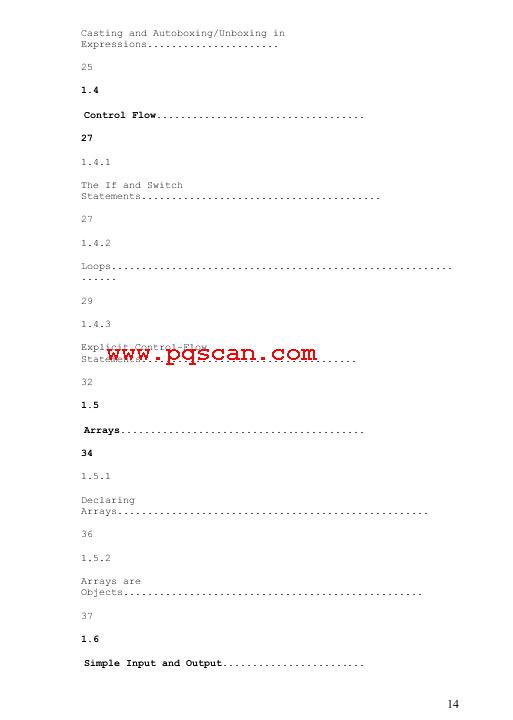 Casting and Autoboxing/Unboxing in
Expressions......................
25
1.4
Control Flow...................................
27
1.4.1
The If and Switch
Statements........................................
27
1.4.2
Loops.........................................................
......
29
1.4.3
Explicit Control-Flow
www.pqscan.com
Statements....................................
32
1.5
Arrays.........................................
34
1.5.1
Declaring
Arrays....................................................
36
1.5.2
Arrays are
Objects..................................................
37
1.6
Simple Input and Output........................
14